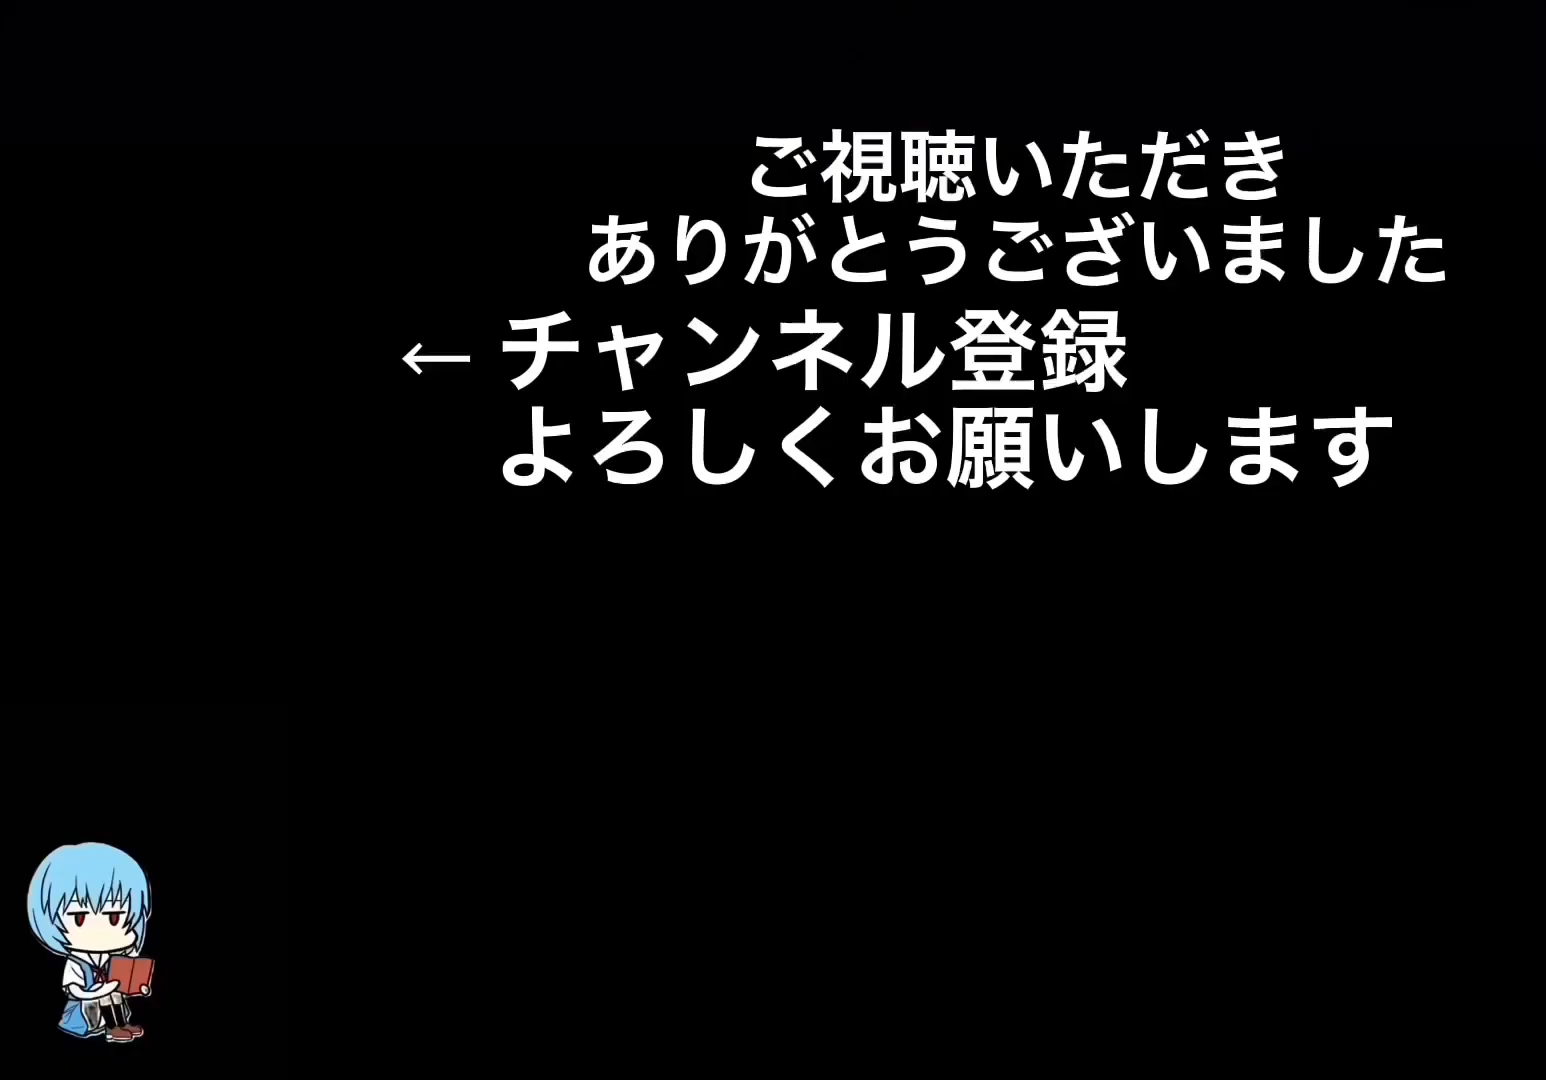 ご視聴いただき
ありがとうございました
← チャンネル登録
よろしくお願いします